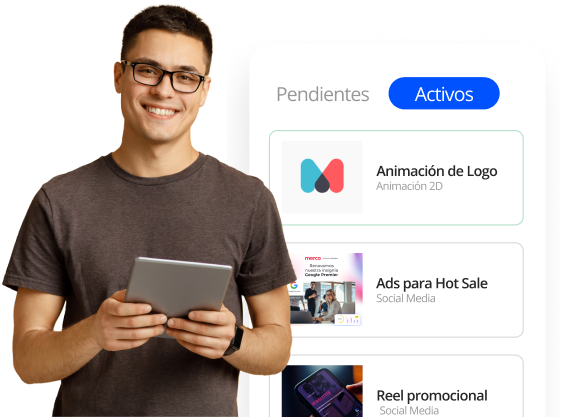 Pendientes
Activos
Animación de Logo
Animación 2D
merco
Renovamos
nuestra insignia
Google Premier
Ads para Hot Sale
Social Media
Reel promocional
Social Media